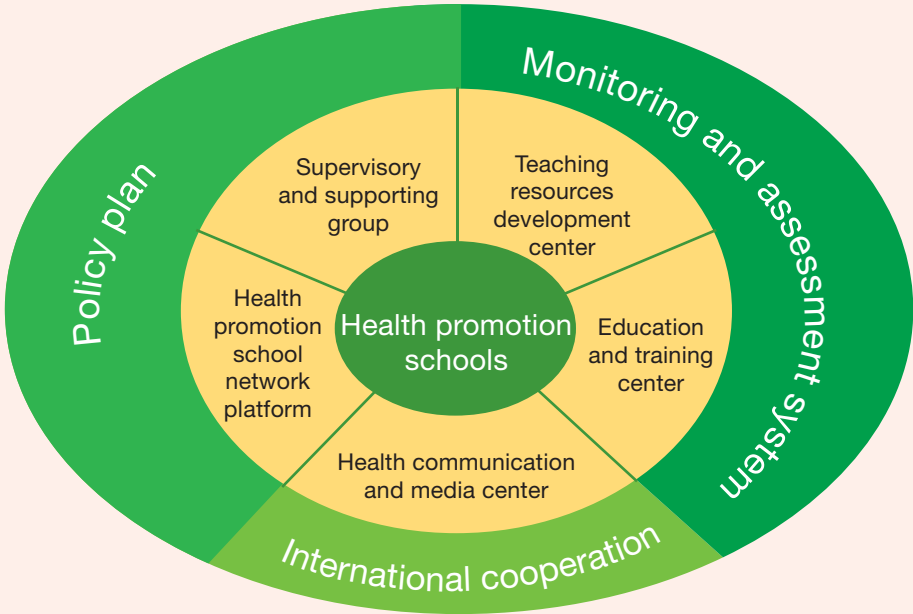 Policy plan
Monitoring and assessment system
International cooperation
Supervisory
and supporting
group
Teaching
resources
development
center
Health
promotion
school
network
platform
Health promotion
schools
Education
and training
center
Health communication
and media center